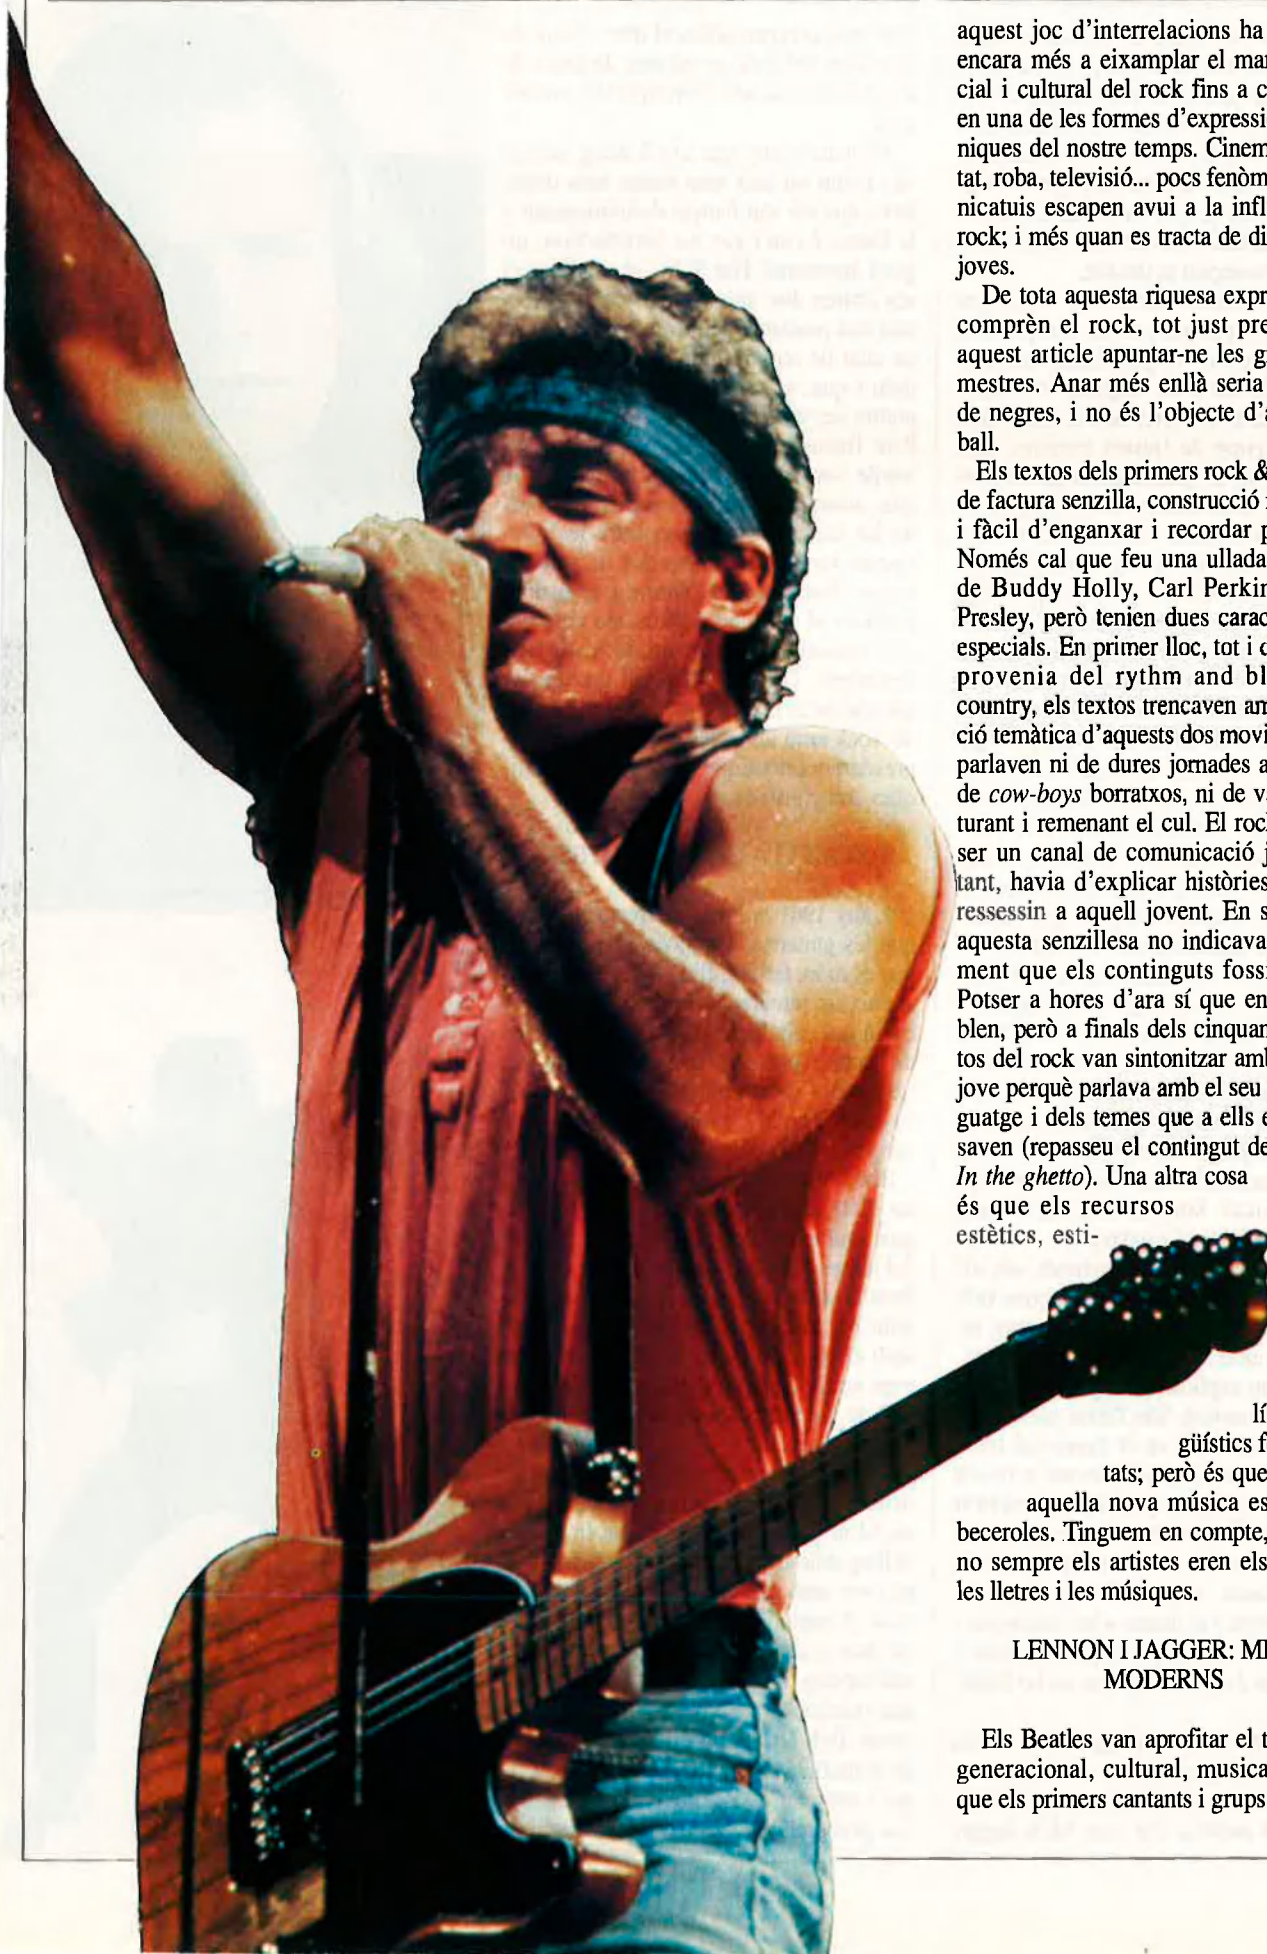 aquest joc d'interrelacions ha
encara més a eixamplar el mar
cial i cultural del rock fins a c
en una de les formes d'expressi
niques del nostre temps. Cinem
tat, roba, televisió... pocs fenòm
nicatuis escapen avui a la infl
rock; i més quan es tracta de di
joves.
De tota aquesta riquesa expr
comprèn el rock, tot just pre
aquest article apuntar-ne les g
mestres. Anar més enllà seria
de negres, i no és l'objecte d'a
ball.
Els textos dels primers rock &
de factura senzilla, construcció
i fàcil d'enganxar i recordar p
Només cal que feu una ullada
de Buddy Holly, Carl Perkin
Presley, però tenien dues carac
especials. En primer lloc, tot i
provenia del rythm and bl
country, els textos trencaven am
ció temàtica d'aquests dos movi
parlaven ni de dures jornades a
de cow-boys borratxos, ni de v
turant i remenant el cul. El roc
ser un canal de comunicació j
tant, havia d'explicar històries
ressessin a aquell jovent. En s
aquesta senzillesa no indicava
ment que els continguts foss
Potser a hores d'ara sí que en
blen, però a finals dels cinquan
tos del rock van sintonitzar amb
jove perquè parlava amb el seu
guatge i dels temes que a ells e
saven (repasseu el contingut de
In the ghetto). Una altra cosa
és que els recursos
estètics, esti-
lí
güístics f
tats; però és que
aquella nova música es
beceroles. Tinguem en compte,
no sempre els artistes eren els
les lletres i les músiques.
LENNON I JAGGER: MI
MODERNS
Els Beatles van aprofitar el t
generacional, cultural, musica
que els primers cantants i grups